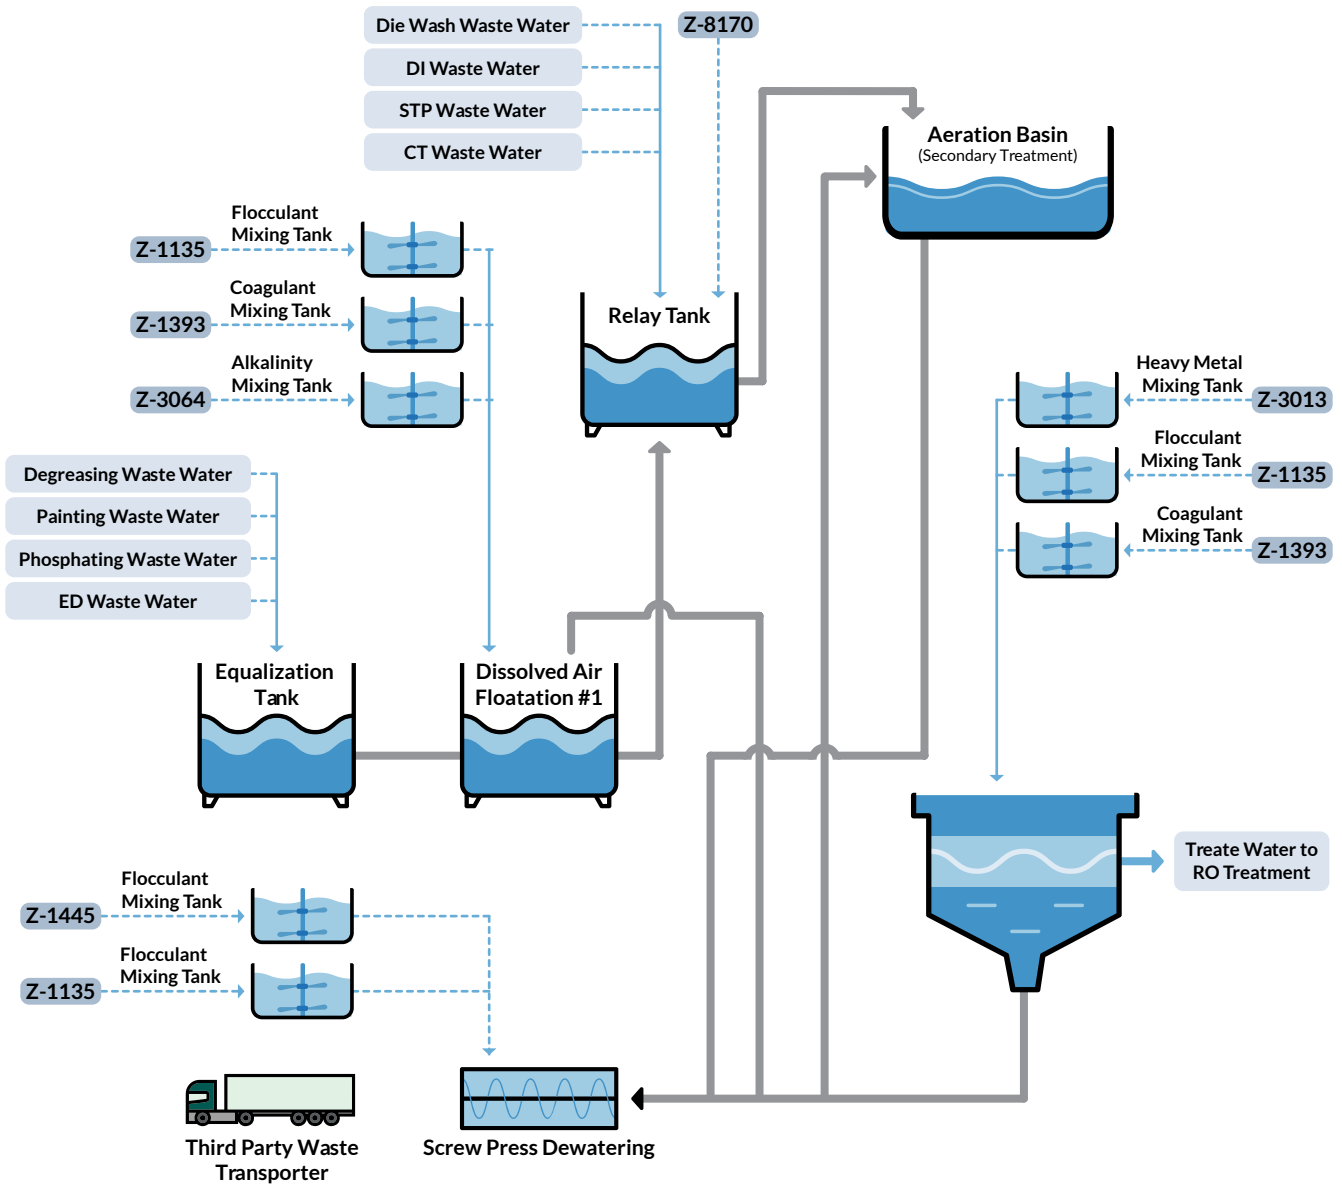 Die Wash Waste Water
DI Waste Water
STP Waste Water
CT Waste Water
Z-8170
Aeration Basin
(Secondary Treatment)
Flocculant
Mixing Tank
Z-1135
Coagulant
Mixing Tank
Z-1393
Alkalinity
Mixing Tank
Z-3064
Relay Tank
Heavy Metal
Mixing Tank
Z-3013
Flocculant
Mixing Tank
Z-1135
Coagulant
Mixing Tank
Z-1393
Degreasing Waste Water
Painting Waste Water
Phosphating Waste Water
ED Waste Water
Equalization
Tank
Dissolved Air
Floatation #1
Treate Water to
RO Treatment
Flocculant
Mixing Tank
Z-1445
Flocculant
Mixing Tank
Z-1135
Third Party Waste
Transporter
Screw Press Dewatering